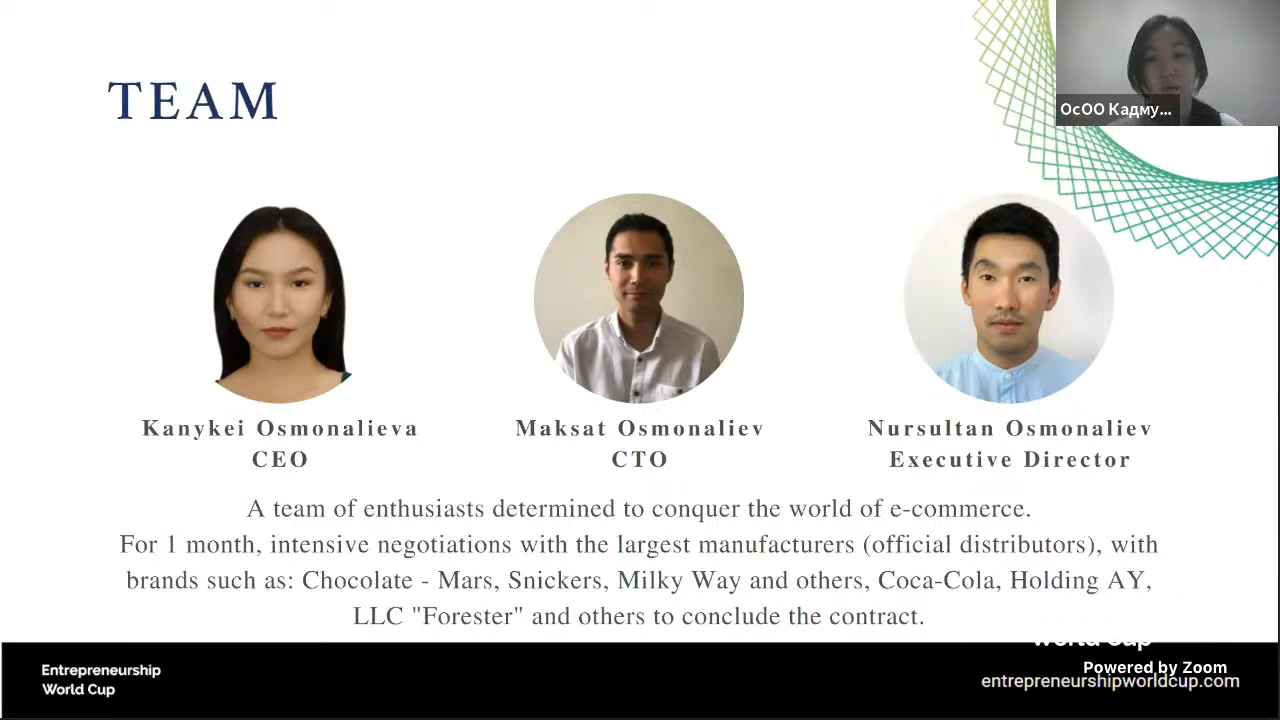 TEAM
ОсОО Кадму...
Kanykei Osmonalieva
CEO
Maksat Osmonaliev
CTO
Nursultan Osmonaliev
Executive Director
A team of enthusiasts determined to conquer the world of e-commerce.
For 1 month, intensive negotiations with the largest manufacturers (official distributors), with
brands such as: Chocolate - Mars, Snickers, Milky Way and others, Coca-Cola, Holding AY,
LLC "Forester" and others to conclude the contract.
Entrepreneurship
World Cup
World Cup
Powered by Zoom
entrepreneurshipworldcup.com